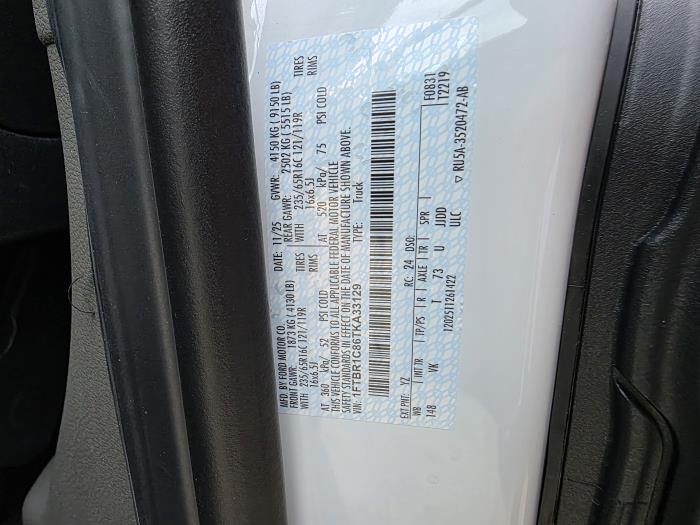 MFD BY FORD MOTOR CO. DATE: 11/25 GVWR: 4150 KG ( 9150 LB)
FRONT GAWR: 1873 KG ( 4130 LB) REAR GAWR: 2502 KG ( 5515 LB)
WITH 235/65R16C 121/119R TIRES WITH 235/65R16C 121/119R TIRES
16x6.5J RIMS 16x6.5J RIMS
AT 360 kPa/ 52 PSI COLD AT 520 kPa/ 75 PSI COLD
THIS VEHICLE CONFORMS TO ALL APPLICABLE FEDERAL MOTOR VEHICLE
SAFETY STANDARDS IN EFFECT ON THE DATE OF MANUFACTURE SHOWN ABOVE.
VIN: 1FTBR1C86TKA33129 TYPE: Truck
EXT PNT: YZ RC: 24 DSO: F0831
WB INT TR TP/PS R AXLE TR SPR T2219
148 VK I 73 U JJDD
1202511261422 ULC ▽ RU5A-3520472-AB